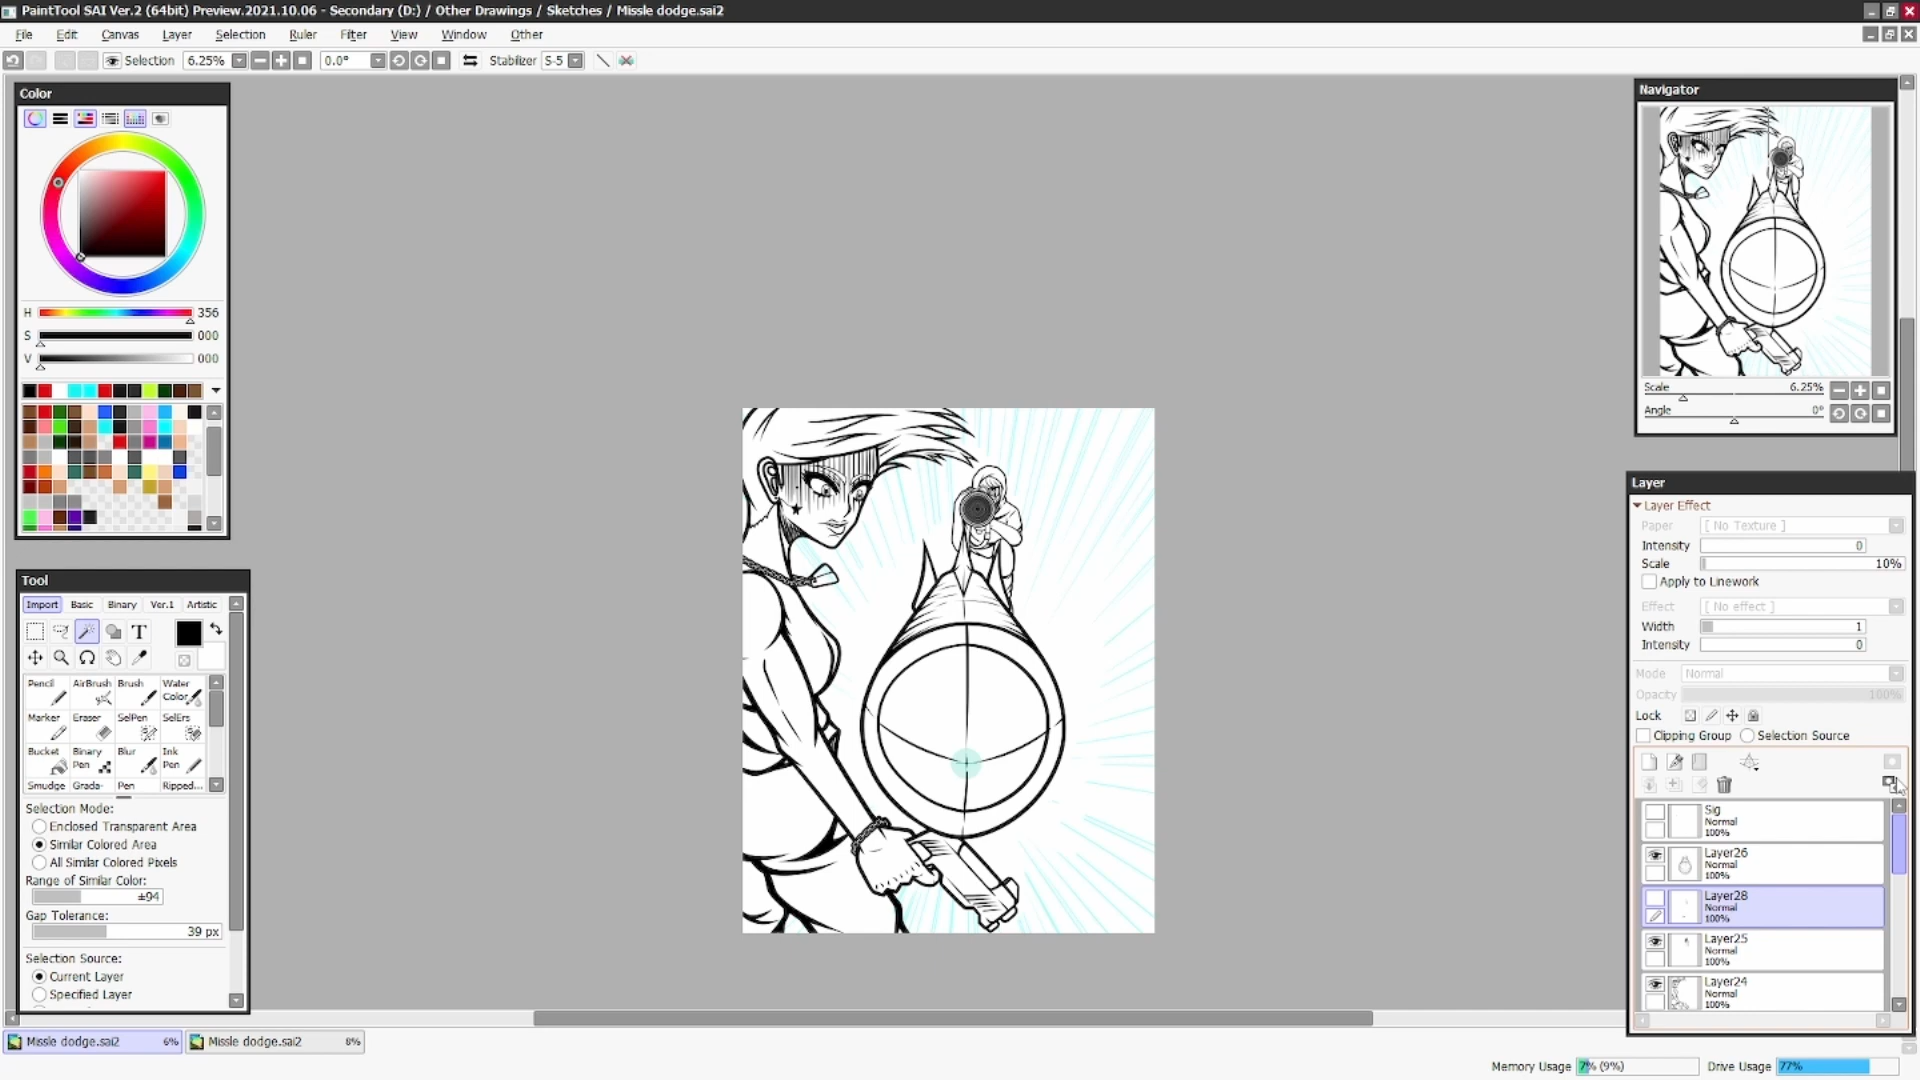 PaintTool SAI Ver.2 (64bit) Preview.2021.10.06 - Secondary (D:) / Other Drawings / Sketches / Missle dodge.sai2
File Edit Canvas Layer Selection Ruler Filter View Window Other
Selection 6.25% 0.0° Stabilizer S-5
Color
H 356
S 000
V 000
Tool
Import Basic Binary Ver.1 Artistic
T
Pencil AirBrush Brush Water Color
Marker Eraser SelPen SelErs
Bucket Binary Pen Blur Ink Pen
Smudge Grada- Pen Ripped...
Selection Mode:
Enclosed Transparent Area
Similar Colored Area
All Similar Colored Pixels
Range of Similar Color:
±94
Gap Tolerance:
39 px
Selection Source:
Current Layer
Specified Layer
Navigator
Scale 6.25%
Angle 0°
Layer
Layer Effect
Paper [ No Texture ]
Intensity 0
Scale 10%
Apply to Linework
Effect [ No effect ]
Width 1
Intensity 0
Mode Normal
Opacity 100%
Lock
Clipping Group Selection Source
Sig
Normal
100%
Layer26
Normal
100%
Layer28
Normal
100%
Layer25
Normal
100%
Layer24
Normal
100%
Missle dodge.sai2 6% Missle dodge.sai2 8%
Memory Usage 7% (9%) Drive Usage 77%